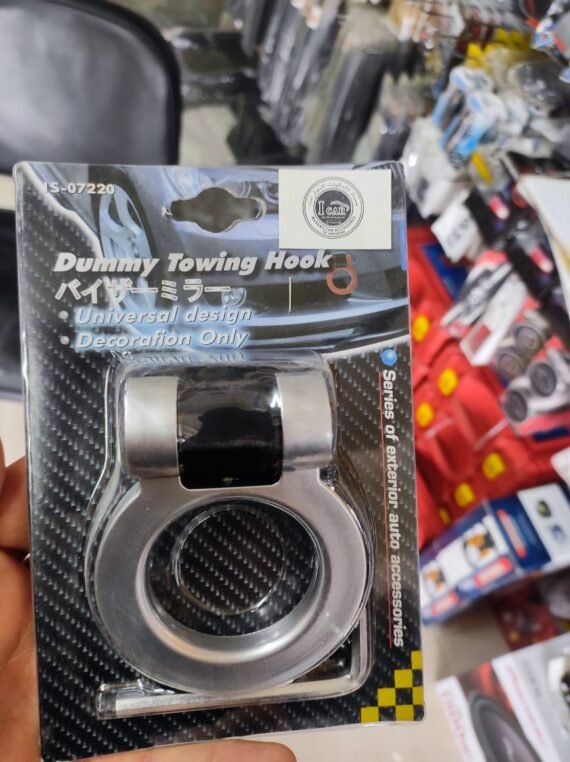 IS-07220
I CAR
Dummy Towing Hook
バイザーミラー
• Universal design
• Decoration Only
Series of exterior auto accessories